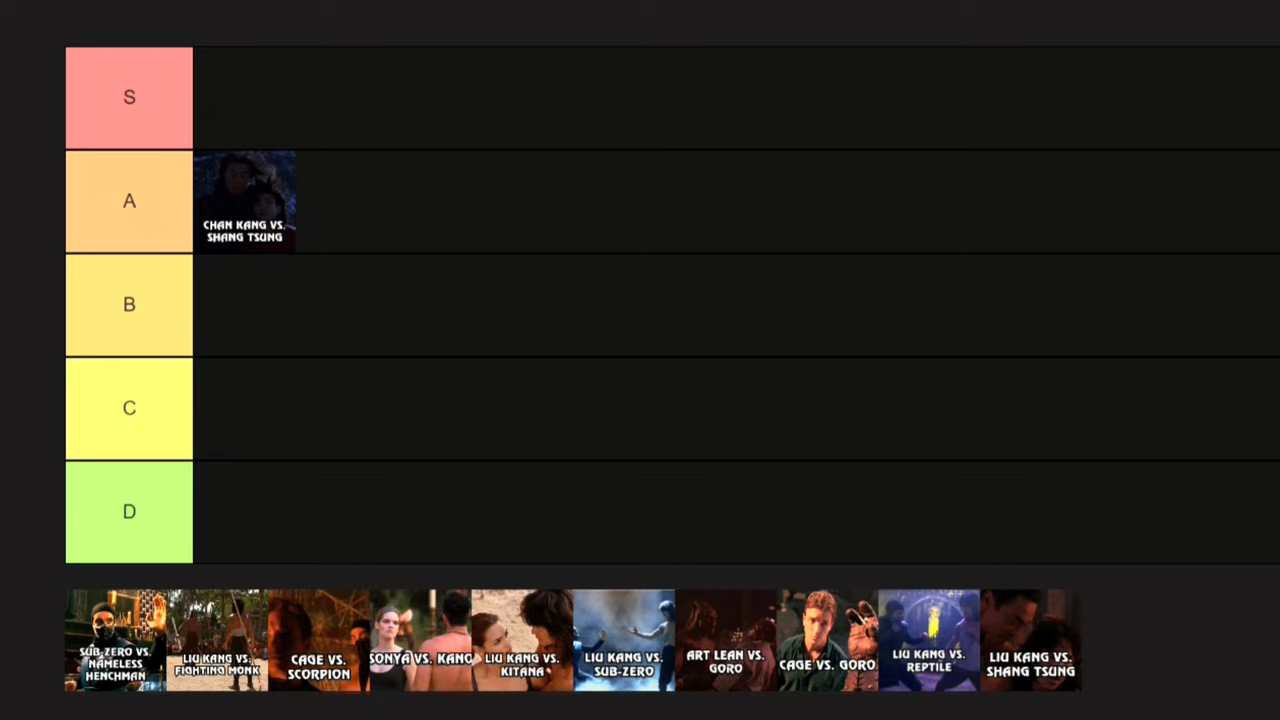 S
A
CHAN KANG VS.
SHANG TSUNG
B
C
D
SUB-ZERO VS.
NAMELESS
HENCHMAN
LIU KANG VS.
FIGHTING MONK
CAGE VS.
SCORPION
SONYA VS. KANO
LIU KANG VS.
KITANA
LIU KANG VS.
SUB-ZERO
ART LEAN VS.
GORO
CAGE VS. GORO
LIU KANG VS.
REPTILE
LIU KANG VS.
SHANG TSUNG